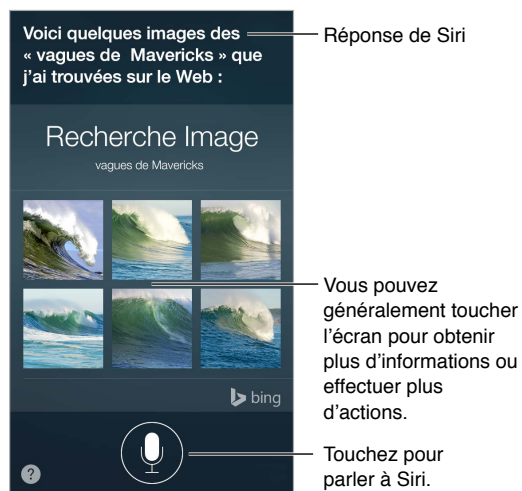 Voici quelques images des
« vagues de Mavericks » que
j'ai trouvées sur le Web :
Réponse de Siri
Recherche Image
vagues de Mavericks
Vous pouvez
généralement toucher
l'écran pour obtenir
plus d'informations ou
effectuer plus
d'actions.
bing
Touchez pour
parler à Siri.
?